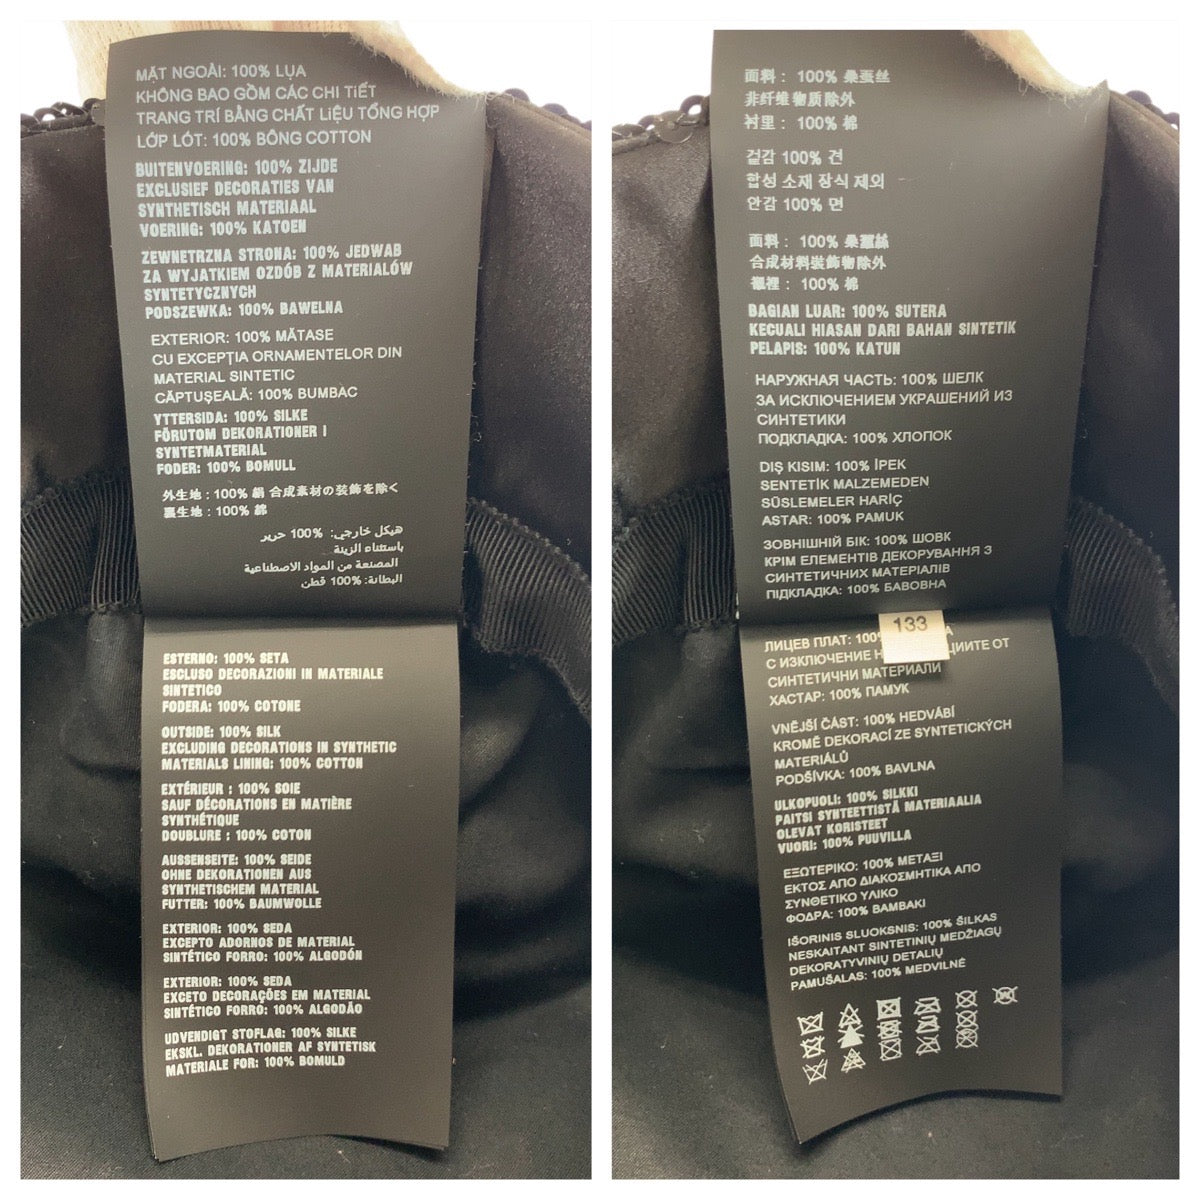 MẶT NGOÀI: 100% LỤA
KHÔNG BAO GỒM CÁC CHI TIẾT
TRANG TRÍ BẰNG CHẤT LIỆU TỔNG HỢP
LỚP LÓT: 100% BÔNG COTTON
BUITENVOERING: 100% ZIJDE
EXCLUSIEF DECORATIES VAN
SYNTHETISCH MATERIAAL
VOERING: 100% KATOEN
ZEWNETRZNA STRONA: 100% JEDWAB
ZA WYJATKIEM OZDÓB Z MATERIALÓW
SYNTETYCZNYCH
PODSZEWKA: 100% BAWELNA
EXTERIOR: 100% MĂTASE
CU EXCEPŢIA ORNAMENTELOR DIN
MATERIAL SINTETIC
CĂPTUŞEALĂ: 100% BUMBAC
YTTERSIDA: 100% SILKE
FÖRUTOM DEKORATIONER I
SYNTETMATERIAL
FODER: 100% BOMULL
外生地 : 100% 絹 合成素材の装飾を除く
裏生地 : 100% 綿
هيكل خارجي: 100% حرير
باستثناء الزينة
المصنعة من المواد الاصطناعية
البطانة: 100% قطن
ESTERNO: 100% SETA
ESCLUSO DECORAZIONI IN MATERIALE
SINTETICO
FODERA: 100% COTONE
OUTSIDE: 100% SILK
EXCLUDING DECORATIONS IN SYNTHETIC
MATERIALS LINING: 100% COTTON
EXTÉRIEUR : 100% SOIE
SAUF DÉCORATIONS EN MATIÈRE
SYNTHÉTIQUE
DOUBLURE : 100% COTON
AUSSENSEITE: 100% SEIDE
OHNE DEKORATIONEN AUS
SYNTHETISCHEM MATERIAL
FUTTER: 100% BAUMWOLLE
EXTERIOR: 100% SEDA
EXCEPTO ADORNOS DE MATERIAL
SINTÉTICO FORRO: 100% ALGODÓN
EXTERIOR: 100% SEDA
EXCETO DECORAÇÕES EM MATERIAL
SINTÉTICO FORRO: 100% ALGODÃO
UDVENDIGT STOFLAG: 100% SILKE
EKSKL. DEKORATIONER AF SYNTETISK
MATERIALE FOR: 100% BOMULD
面料 : 100% 桑蚕丝
非纤维物质除外
衬里 : 100% 棉
겉감 100% 견
합성 소재 장식 제외
안감 100% 면
面料 : 100% 桑蠶絲
合成材料裝飾物除外
襯裡 : 100% 棉
BAGIAN LUAR: 100% SUTERA
KECUALI HIASAN DARI BAHAN SINTETIK
PELAPIS: 100% KATUN
НАРУЖНАЯ ЧАСТЬ: 100% ШЕЛК
ЗА ИСКЛЮЧЕНИЕМ УКРАШЕНИЙ ИЗ
СИНТЕТИКИ
ПОДКЛАДКА: 100% ХЛОПОК
DIŞ KISIM: 100% İPEK
SENTETİK MALZEMEDEN
SÜSLEMELER HARİÇ
ASTAR: 100% PAMUK
ЗОВНІШНІЙ БІК: 100% ШОВК
КРІМ ЕЛЕМЕНТІВ ДЕКОРУВАННЯ З
СИНТЕТИЧНИХ МАТЕРІАЛІВ
ПІДКЛАДКА: 100% БАВОВНА
133
ЛИЦЕВ ПЛАТ: 100%
С ИЗКЛЮЧЕНИЕ ОТ
СИНТЕТИЧНИ МАТЕРИАЛИ
ХАСТАР: 100% ПАМУК
VNĚJŠÍ ČÁST: 100% HEDVÁBÍ
KROMĚ DEKORACÍ ZE SYNTETICKÝCH
MATERIÁLŮ
PODŠÍVKA: 100% BAVLNA
ULKOPUOLI: 100% SILKKI
PAITSI SYNTEETTISTÄ MATERIAALIA
OLEVAT KORISTEET
VUORI: 100% PUUVILLA
ΕΞΩΤΕΡΙΚΟ: 100% ΜΕΤΑΞΙ
ΕΚΤΟΣ ΑΠΟ ΔΙΑΚΟΣΜΗΤΙΚΑ ΑΠΟ
ΣΥΝΘΕΤΙΚΟ ΥΛΙΚΟ
ΦΟΔΡΑ: 100% ΒΑΜΒΑΚΙ
IŠORINIS SLUOKSNIS: 100% ŠILKAS
NESKAITANT SINTETINIŲ MEDŽIAGŲ
DEKORATYVINIŲ DETALIŲ
PAMUŠALAS: 100% MEDVILNĖ